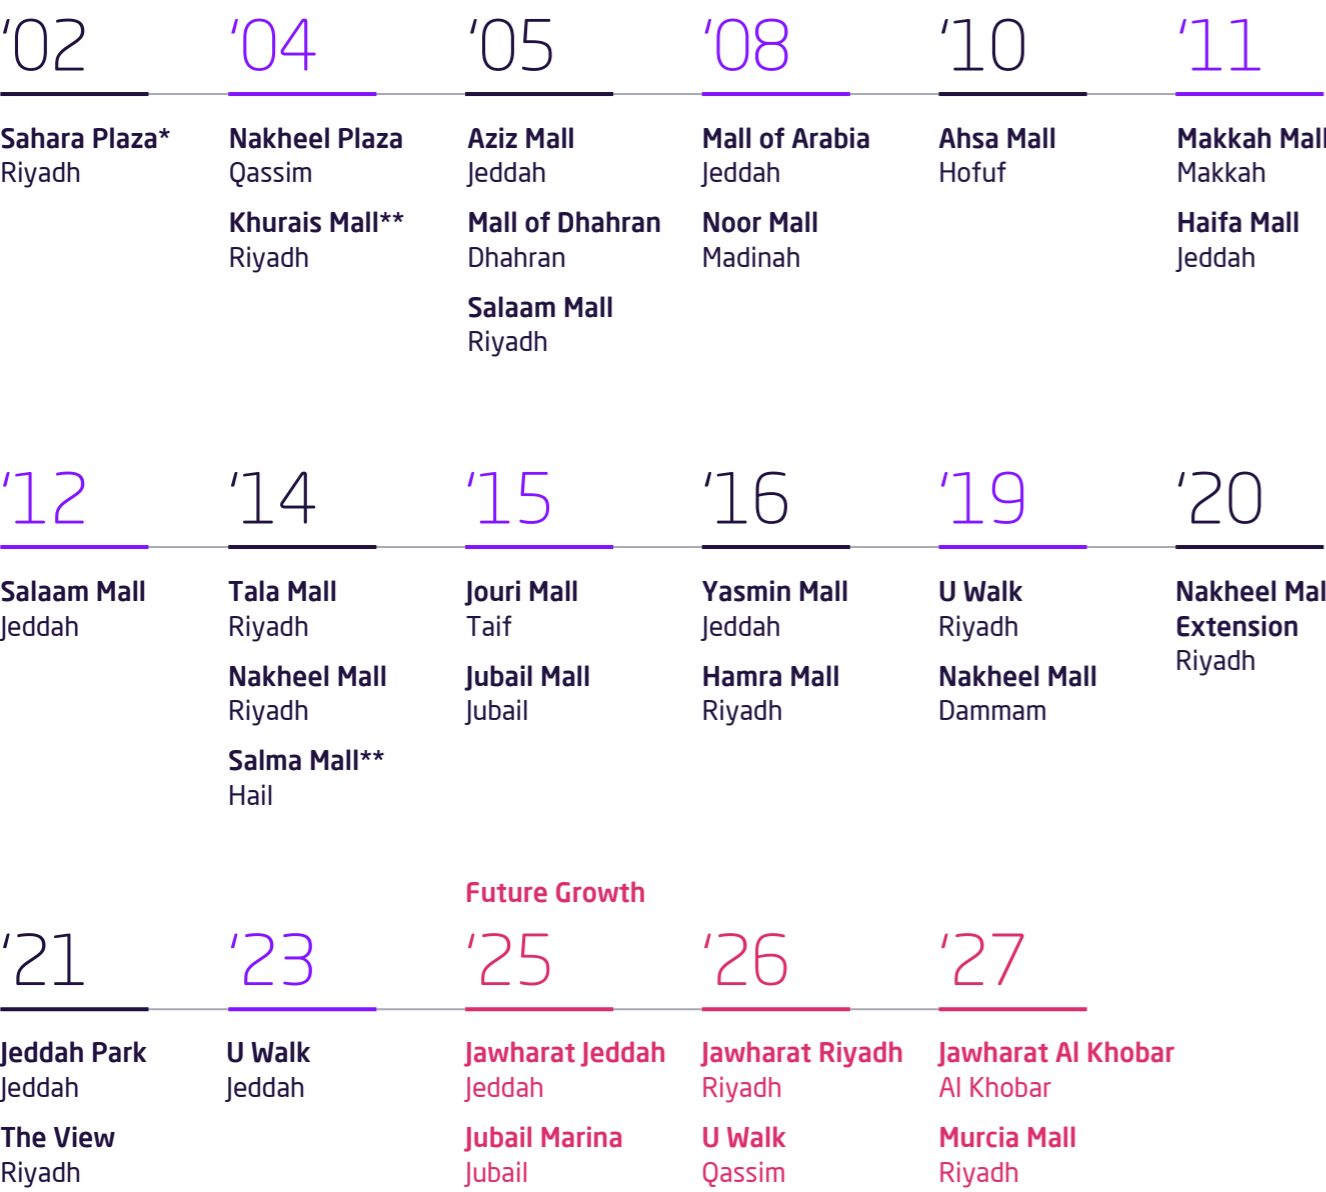 ‘02
Sahara Plaza*
Riyadh
‘04
Nakheel Plaza
Qassim
Khurais Mall**
Riyadh
‘05
Aziz Mall
Jeddah
Mall of Dhahran
Dhahran
Salaam Mall
Riyadh
‘08
Mall of Arabia
Jeddah
Noor Mall
Madinah
‘10
Ahsa Mall
Hofuf
‘11
Makkah Mall
Makkah
Haifa Mall
Jeddah
‘12
Salaam Mall
Jeddah
‘14
Tala Mall
Riyadh
Nakheel Mall
Riyadh
Salma Mall**
Hail
‘15
Jouri Mall
Taif
Jubail Mall
Jubail
‘16
Yasmin Mall
Jeddah
Hamra Mall
Riyadh
‘19
U Walk
Riyadh
Nakheel Mall
Dammam
‘20
Nakheel Mal
Extension
Riyadh
‘21
Jeddah Park
Jeddah
The View
Riyadh
‘23
U Walk
Jeddah
Future Growth
‘25
Jawharat Jeddah
Jeddah
Jubail Marina
Jubail
‘26
Jawharat Riyadh
Riyadh
U Walk
Qassim
‘27
Jawharat Al Khobar
Al Khobar
Murcia Mall
Riyadh